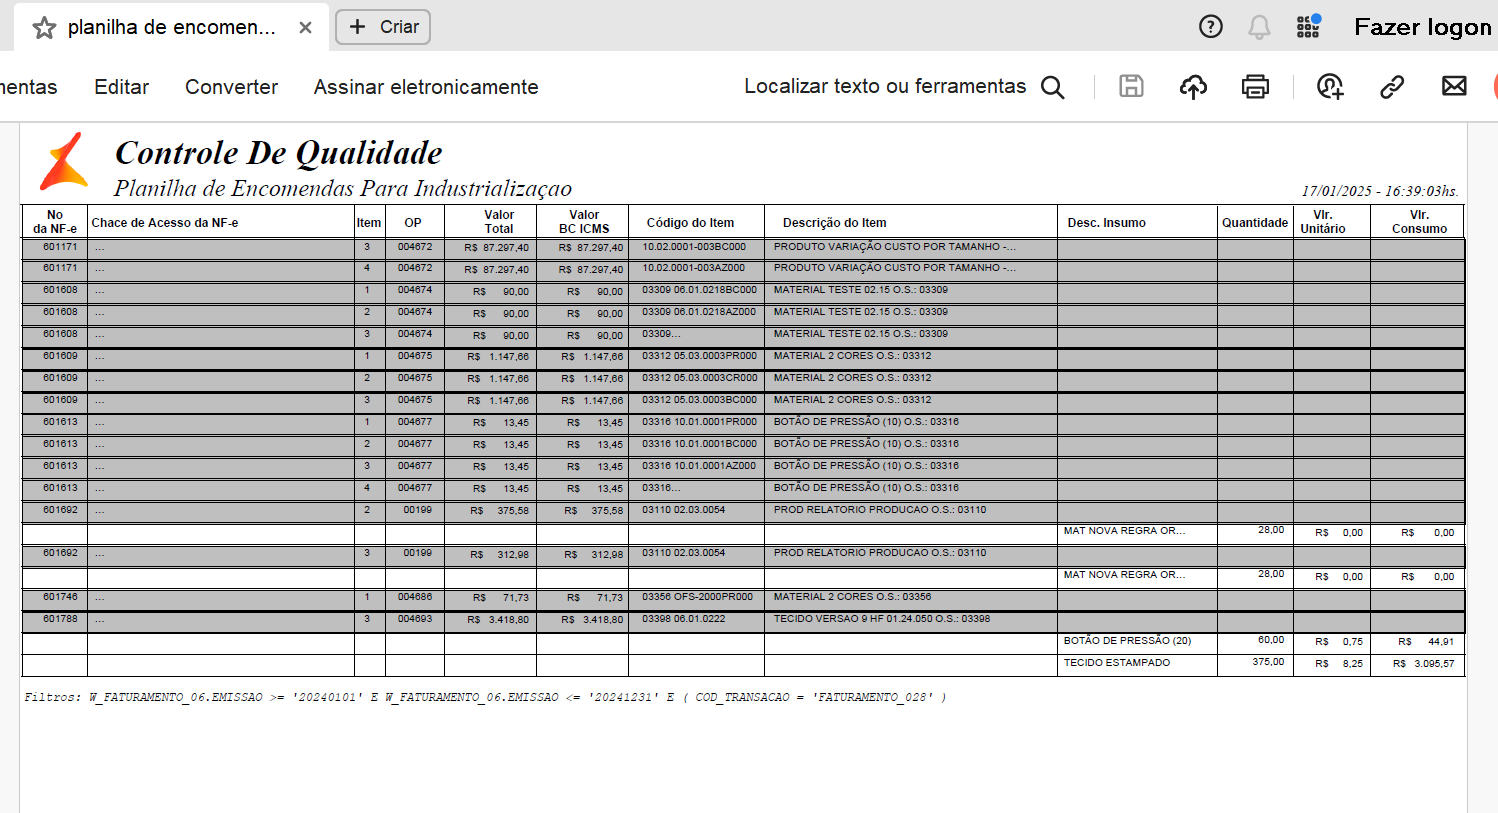 planilha de encomen...
Criar
Fazer logon
mentas Editar Converter Assinar eletronicamente Localizar texto ou ferramentas
Controle De Qualidade
Planilha de Encomendas Para Industrializaçao 17/01/2025 - 16:39:03hs.
No da NF-e Chace de Acesso da NF-e Item OP Valor Total Valor BC ICMS Código do Item Descrição do Item Desc. Insumo Quantidade Vlr. Unitário Vlr. Consumo
601171 ... 3 004672 R$ 87.297,40 R$ 87.297,40 10.02.0001-003BC000 PRODUTO VARIAÇÃO CUSTO POR TAMANHO -...
601171 ... 4 004672 R$ 87.297,40 R$ 87.297,40 10.02.0001-003AZ000 PRODUTO VARIAÇÃO CUSTO POR TAMANHO -...
601608 ... 1 004674 R$ 90,00 R$ 90,00 03309 06.01.0218BC000 MATERIAL TESTE 02.15 O.S.: 03309
601608 ... 2 004674 R$ 90,00 R$ 90,00 03309 06.01.0218AZ000 MATERIAL TESTE 02.15 O.S.: 03309
601608 ... 3 004674 R$ 90,00 R$ 90,00 03309... MATERIAL TESTE 02.15 O.S.: 03309
601609 ... 1 004675 R$ 1.147,66 R$ 1.147,66 03312 05.03.0003PR000 MATERIAL 2 CORES O.S.: 03312
601609 ... 2 004675 R$ 1.147,66 R$ 1.147,66 03312 05.03.0003CR000 MATERIAL 2 CORES O.S.: 03312
601609 ... 3 004675 R$ 1.147,66 R$ 1.147,66 03312 05.03.0003BC000 MATERIAL 2 CORES O.S.: 03312
601613 ... 1 004677 R$ 13,45 R$ 13,45 03316 10.01.0001PR000 BOTÃO DE PRESSÃO (10) O.S.: 03316
601613 ... 2 004677 R$ 13,45 R$ 13,45 03316 10.01.0001BC000 BOTÃO DE PRESSÃO (10) O.S.: 03316
601613 ... 3 004677 R$ 13,45 R$ 13,45 03316 10.01.0001AZ000 BOTÃO DE PRESSÃO (10) O.S.: 03316
601613 ... 4 004677 R$ 13,45 R$ 13,45 03316... BOTÃO DE PRESSÃO (10) O.S.: 03316
601692 ... 2 00199 R$ 375,58 R$ 375,58 03110 02.03.0054 PROD RELATORIO PRODUCAO O.S.: 03110
MAT NOVA REGRA OR... 28,00 R$ 0,00 R$ 0,00
601692 ... 3 00199 R$ 312,98 R$ 312,98 03110 02.03.0054 PROD RELATORIO PRODUCAO O.S.: 03110
MAT NOVA REGRA OR... 28,00 R$ 0,00 R$ 0,00
601746 ... 1 004686 R$ 71,73 R$ 71,73 03356 OFS-2000PR000 MATERIAL 2 CORES O.S.: 03356
601788 ... 3 004693 R$ 3.418,80 R$ 3.418,80 03398 06.01.0222 TECIDO VERSAO 9 HF 01.24.050 O.S.: 03398
BOTÃO DE PRESSÃO (20) 60,00 R$ 0,75 R$ 44,91
TECIDO ESTAMPADO 375,00 R$ 8,25 R$ 3.095,57
Filtros: W_FATURAMENTO_06.EMISSAO >= '20240101' E W_FATURAMENTO_06.EMISSAO <= '20241231' E ( COD_TRANSACAO = 'FATURAMENTO_028' )